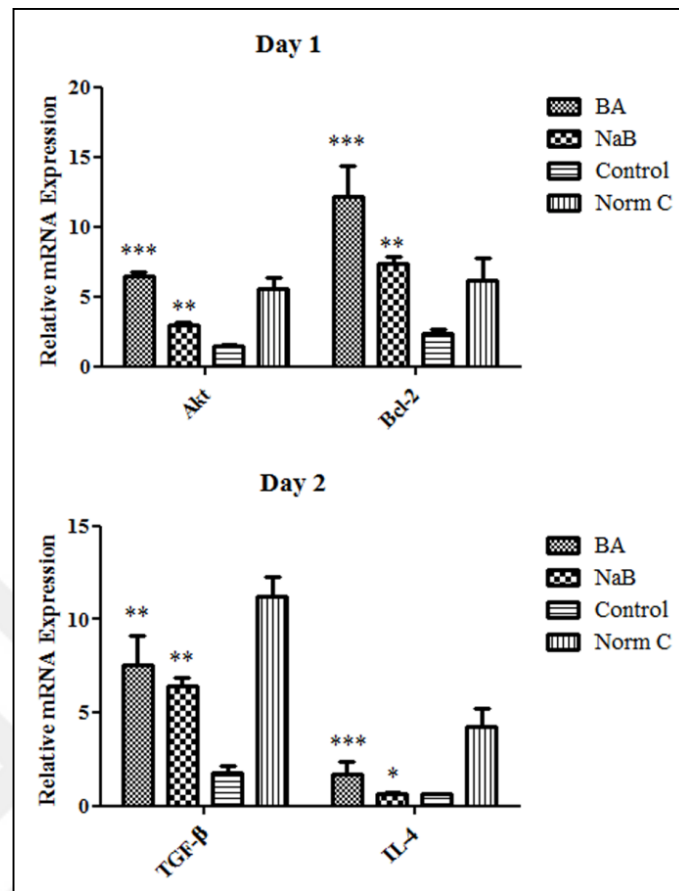 Day 1
Relative mRNA Expression
20
15
10
5
0
***
**
***
**
Akt
Bcl-2
BA
NaB
Control
Norm C
Day 2
Relative mRNA Expression
15
10
5
0
**
**
***
*
TGF-β
IL-4
BA
NaB
Control
Norm C